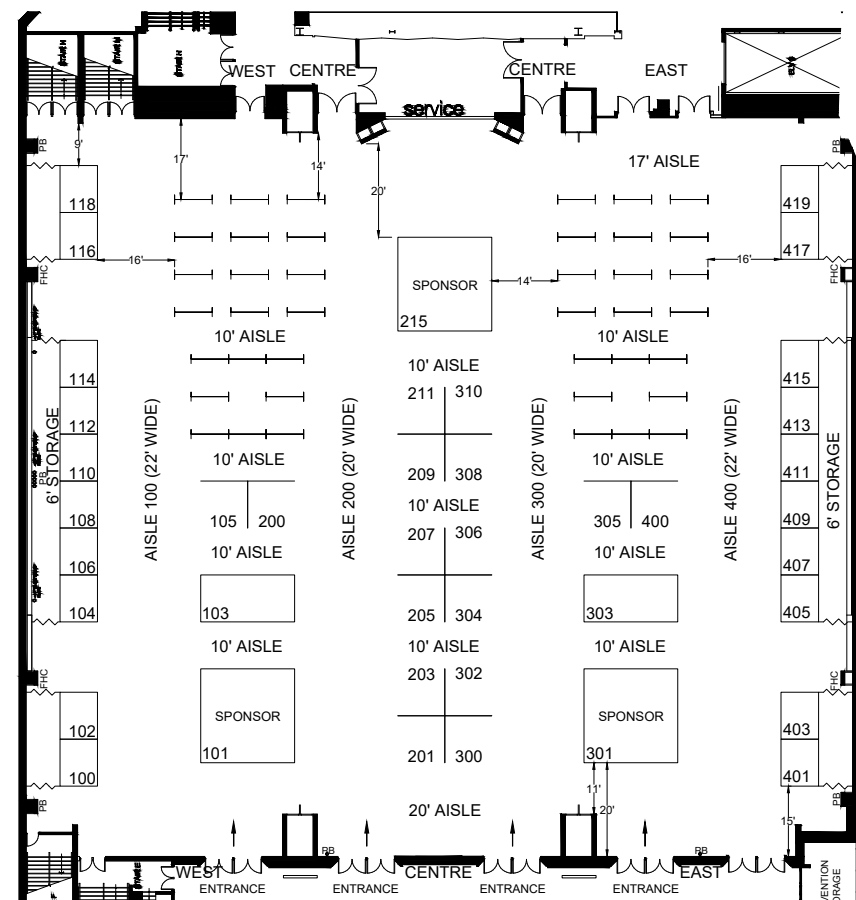 WEST CENTRE CENTRE EAST
service
PB
9'
17'
14'
20'
17' AISLE
PB
118
116
419
417
16'
14'
16'
FHC
FHC
SPONSOR
215
10' AISLE
10' AISLE
10' AISLE
211 310
114
112
110
108
106
104
415
413
411
409
407
405
6' STORAGE
PB
AISLE 100 (22' WIDE)
AISLE 200 (20' WIDE)
AISLE 300 (20' WIDE)
AISLE 400 (22' WIDE)
6' STORAGE
10' AISLE
209 308
10' AISLE
10' AISLE
105 200
207 306
305 400
10' AISLE
10' AISLE
103
205 304
303
10' AISLE
10' AISLE
10' AISLE
203 302
FHC
FHC
SPONSOR
SPONSOR
101
201 300
301
102
100
403
401
11'
20'
15'
20' AISLE
PB
PB
PB
PB
WEST
CENTRE
EAST
ENTRANCE
ENTRANCE
ENTRANCE
ENTRANCE